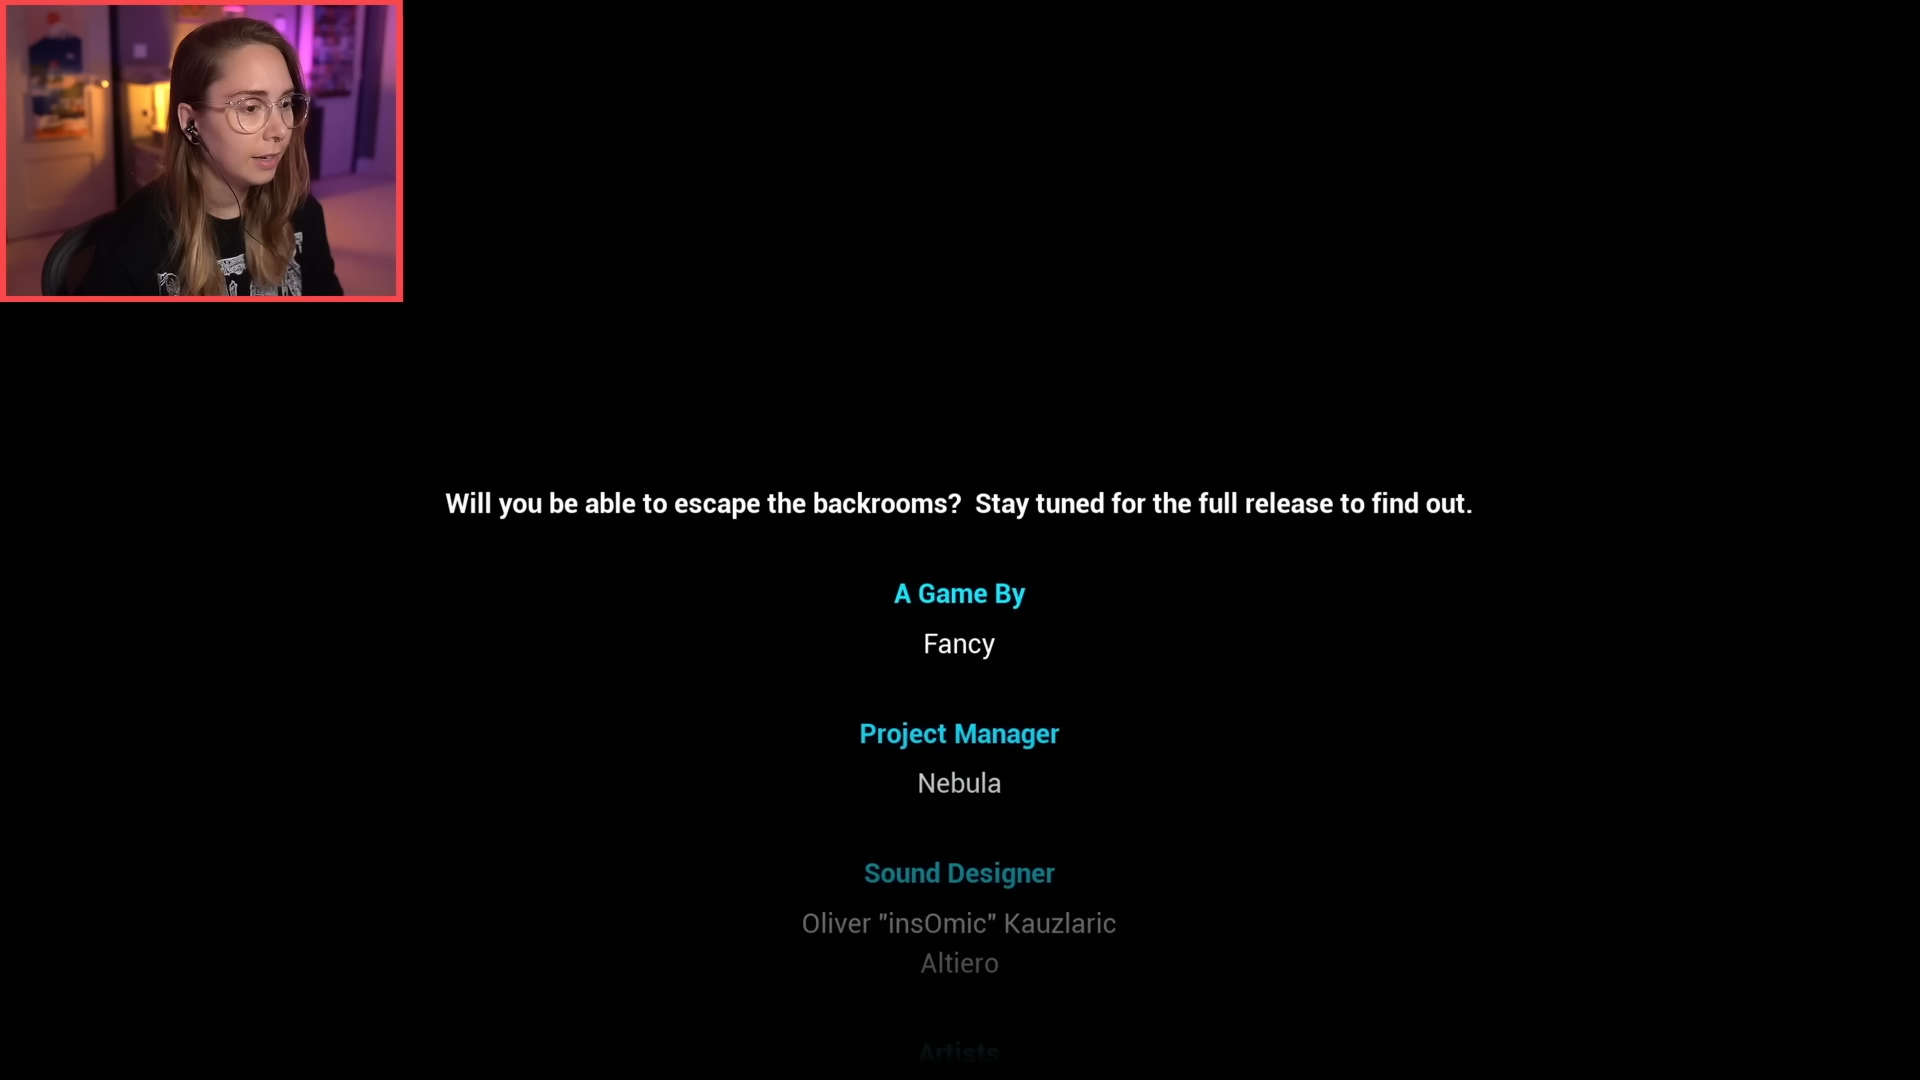 Will you be able to escape the backrooms?  Stay tuned for the full release to find out.
A Game By
Fancy
Project Manager
Nebula
Sound Designer
Oliver "insOmic" Kauzlaric
Altiero
Artists